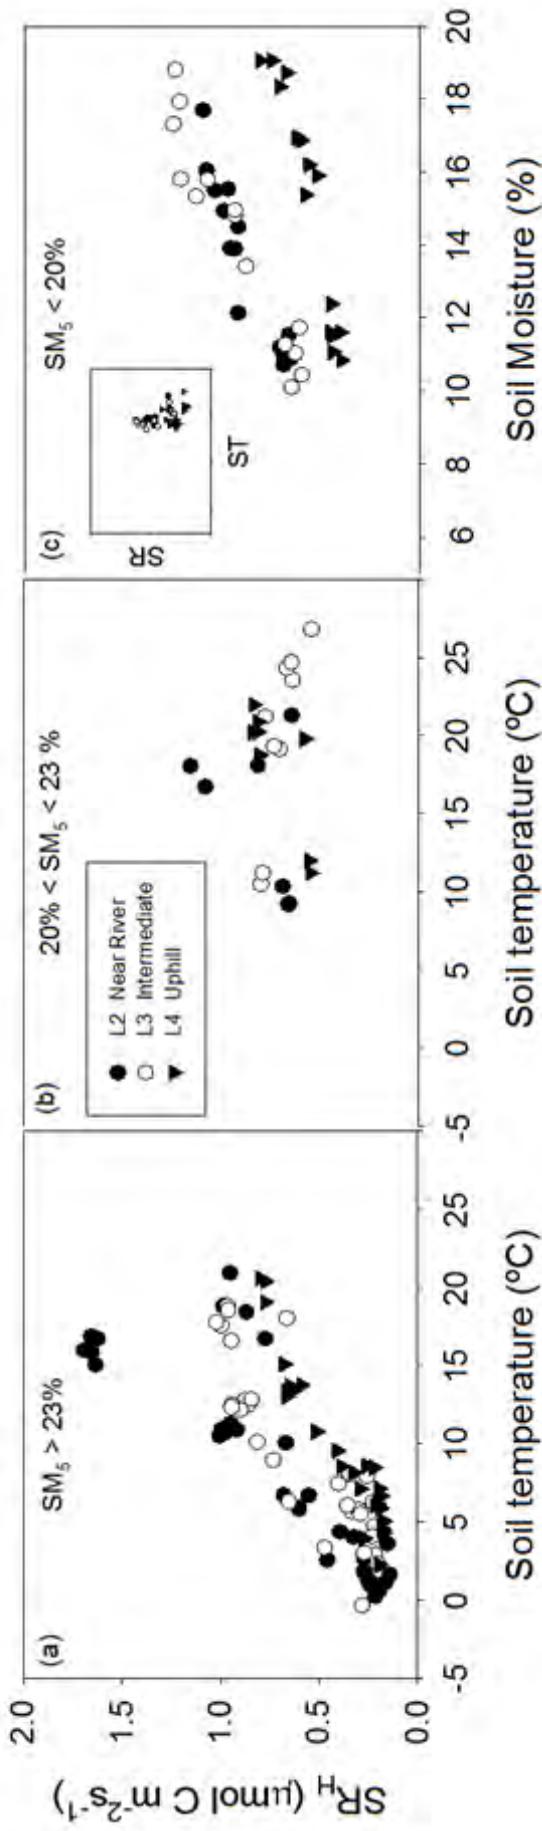 (a)
SM₅ > 23%
2.0
1.5
1.0
0.5
0.0
SR_H (μmol C m⁻²s⁻¹)
-5
0
5
10
15
20
25
Soil temperature (ºC)
(b)
20% < SM₅ < 23 %
L2 Near River
L3 Intermediate
L4 Uphill
-5
0
5
10
15
20
25
Soil temperature (ºC)
(c)
SM₅ < 20%
SR
ST
6
8
10
12
14
16
18
20
Soil Moisture (%)